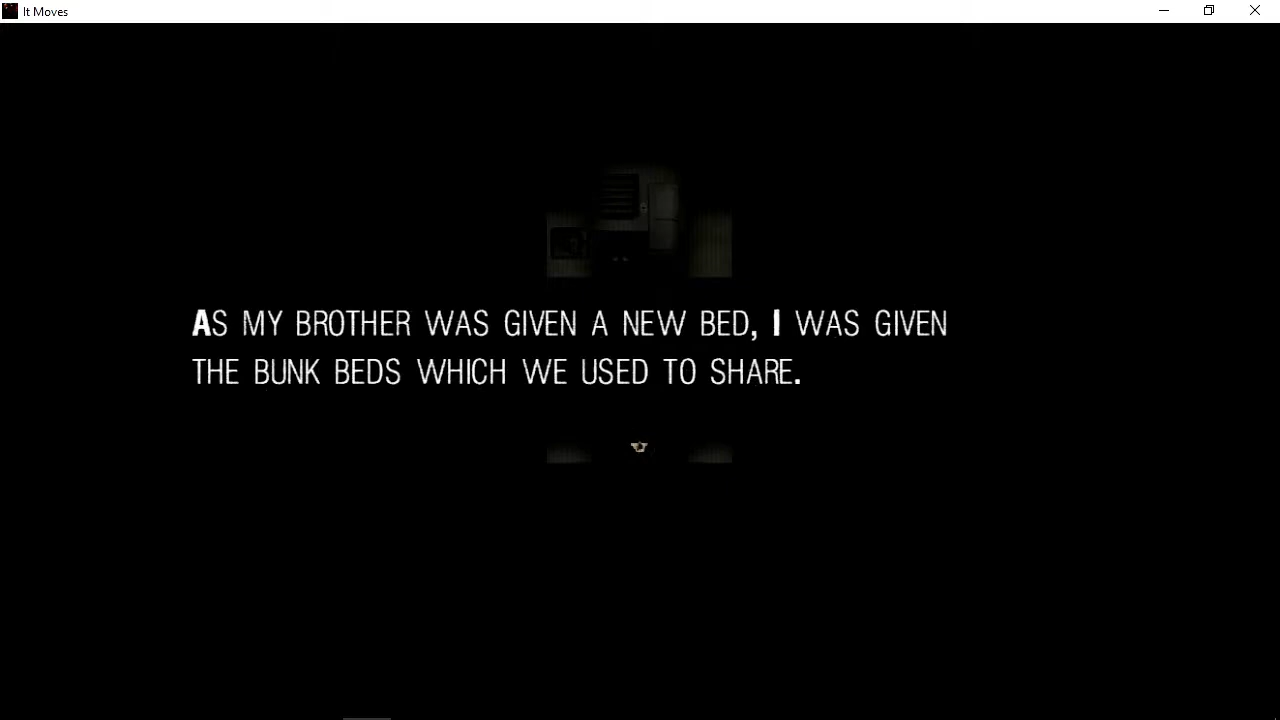 It Moves
AS MY BROTHER WAS GIVEN A NEW BED, I WAS GIVEN
THE BUNK BEDS WHICH WE USED TO SHARE.